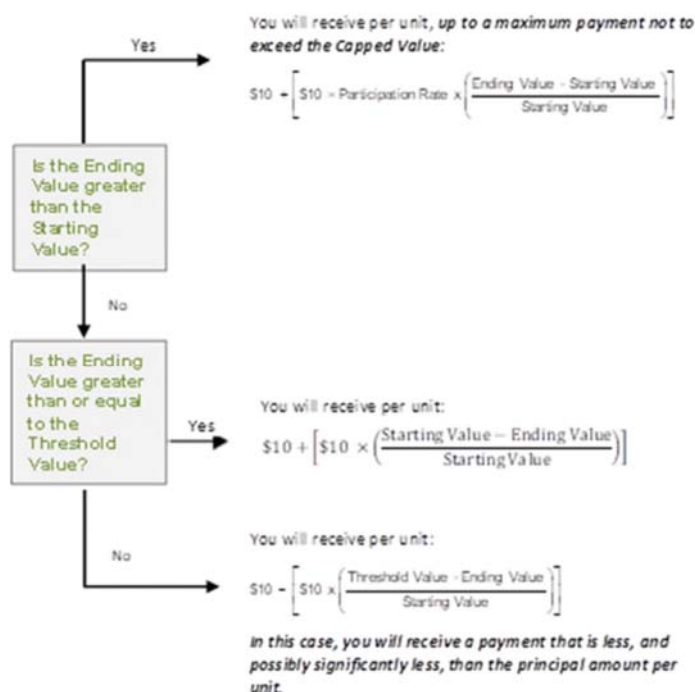 You will receive per unit, up to a maximum payment not to
exceed the Capped Value:
Yes
$10 + [$10 × Participation Rate × (Ending Value - Starting Value / Starting Value)]
Is the Ending
Value greater
than the
Starting
Value?
No
Is the Ending
Value greater
than or equal
to the
Threshold
Value?
Yes
You will receive per unit:
$10 + [$10 × (Starting Value − Ending Value / Starting Value)]
No
You will receive per unit:
$10 - [$10 × (Threshold Value - Ending Value / Starting Value)]
In this case, you will receive a payment that is less, and
possibly significantly less, than the principal amount per
unit.